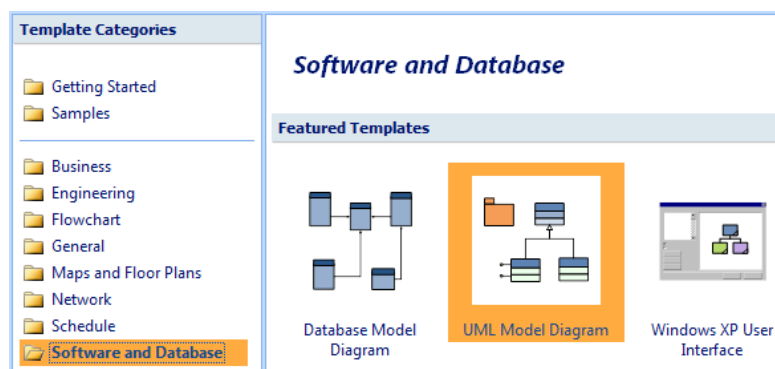 Template Categories
Getting Started
Samples
Business
Engineering
Flowchart
General
Maps and Floor Plans
Network
Schedule
Software and Database
Software and Database
Featured Templates
Database Model
Diagram
UML Model Diagram
Windows XP User
Interface